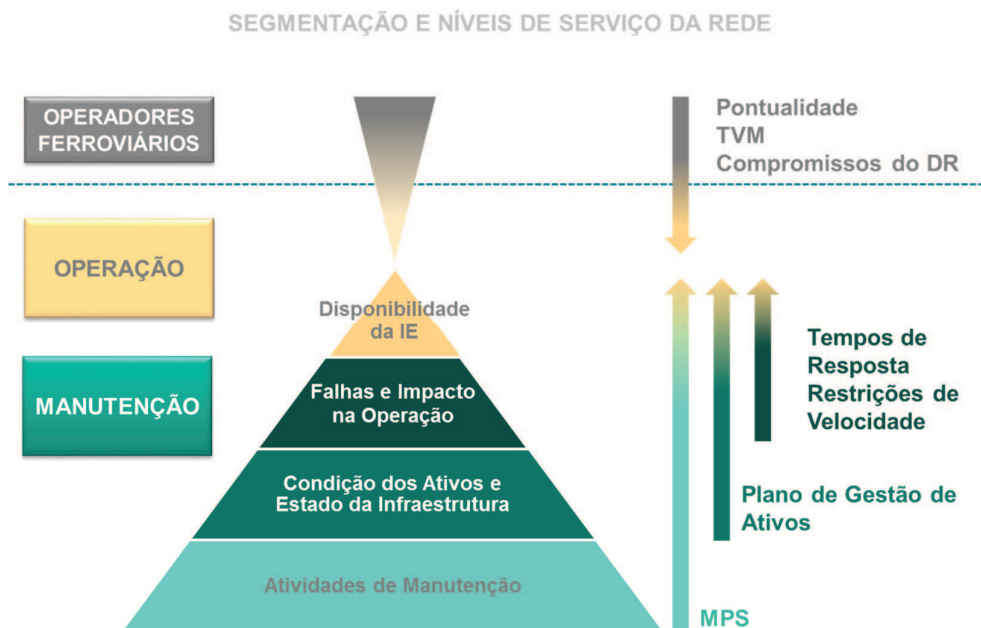 SEGMENTAÇÃO E NÍVEIS DE SERVIÇO DA REDE
OPERADORES
FERROVIÁRIOS
Pontualidade
TVM
Compromissos do DR
OPERAÇÃO
Disponibilidade
da IE
MANUTENÇÃO
Falhas e Impacto
na Operação
Tempos de
Resposta
Restrições de
Velocidade
Condição dos Ativos e
Estado da Infraestrutura
Plano de Gestão de
Ativos
Atividades de Manutenção
MPS